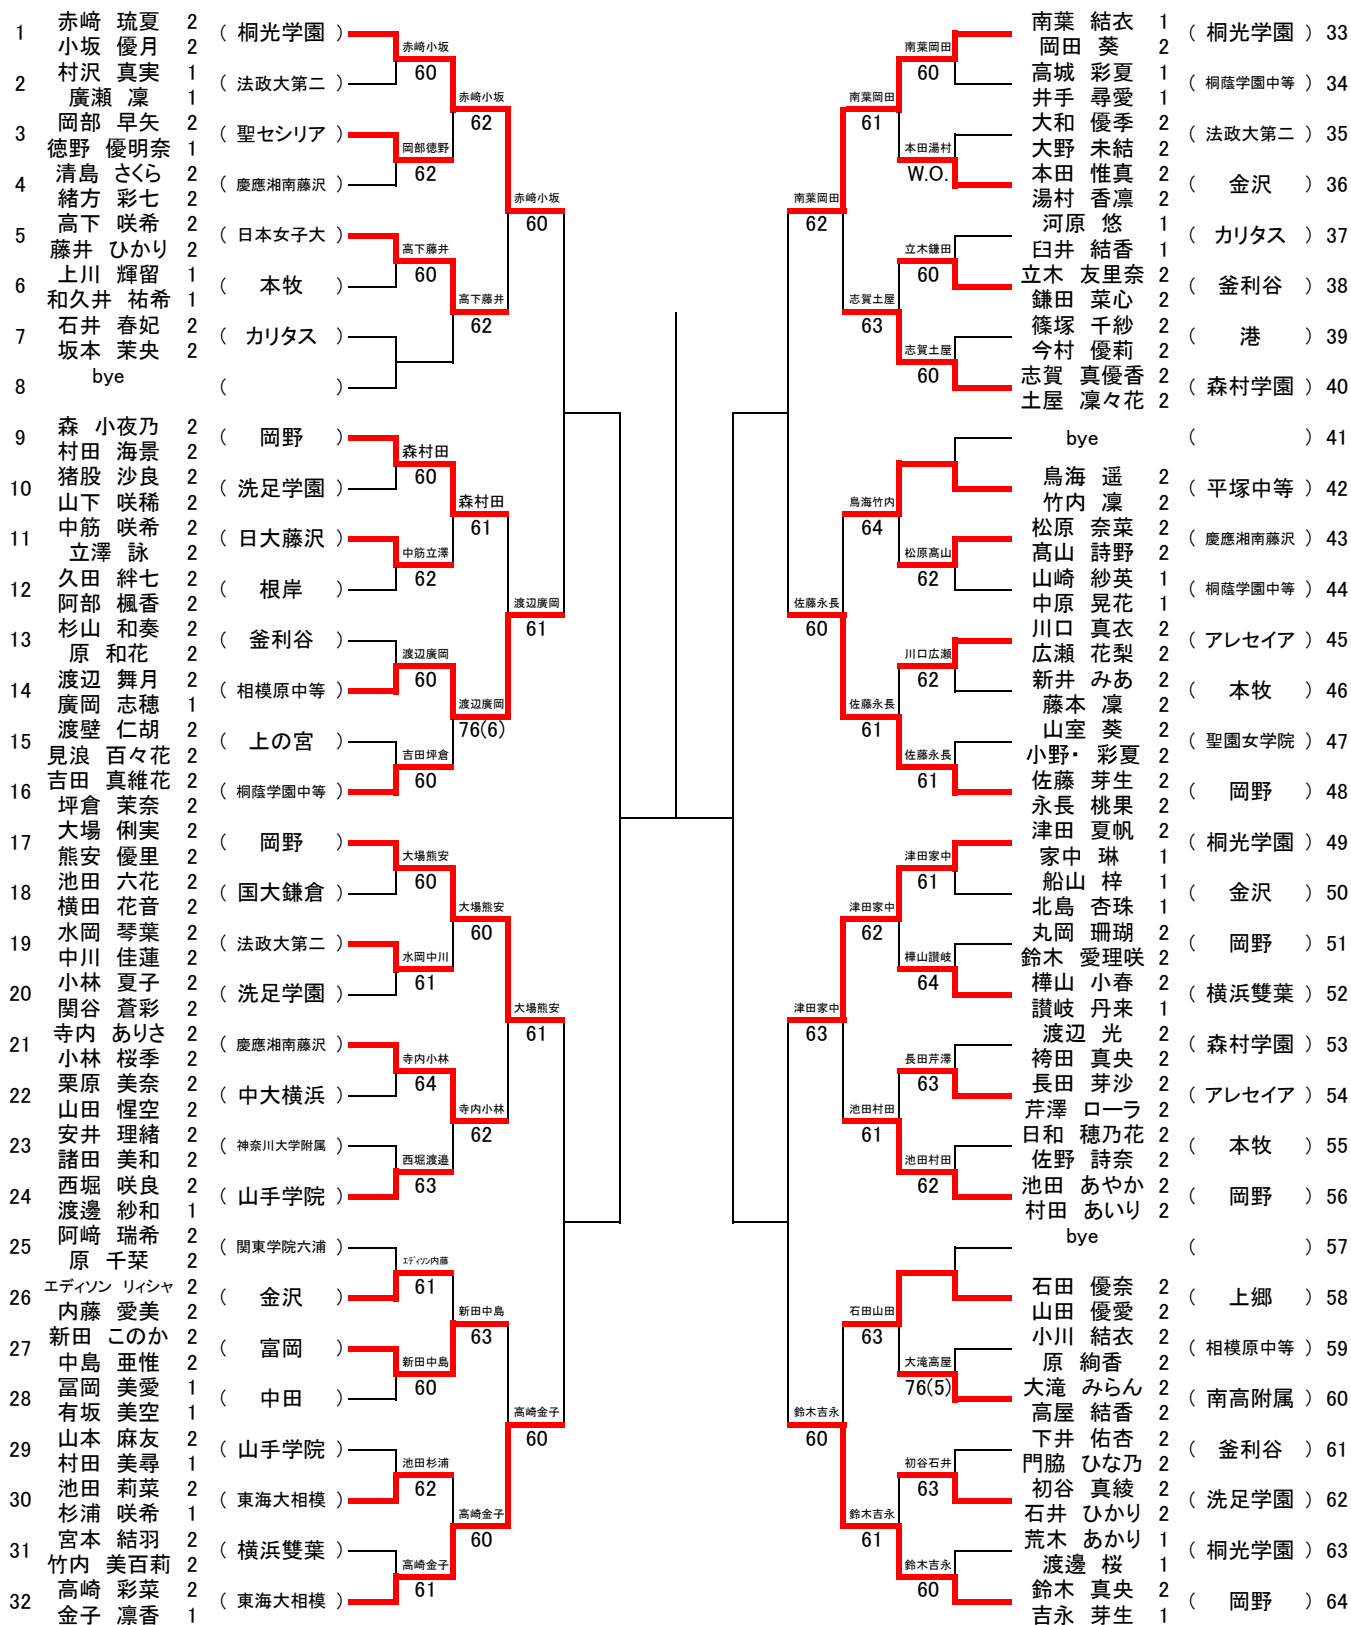 1 赤﨑 琉夏 2 ( 桐光学園 )
小坂 優月 2
2 村沢 真実 1 ( 法政大第二 )
廣瀬 凜 1
3 岡部 早矢 2 ( 聖セシリア )
徳野 優明奈 1
4 清島 さくら 2 ( 慶應湘南藤沢 )
緒方 彩七 2
5 高下 咲希 2 ( 日本女子大 )
藤井 ひかり 2
6 上川 輝留 1 ( 本牧 )
和久井 祐希 1
7 石井 春妃 2 ( カリタス )
坂本 茉央 2
8 bye ( )
9 森 小夜乃 2 ( 岡野 )
村田 海景 2
10 猪股 沙良 2 ( 洗足学園 )
山下 咲稀 2
11 中筋 咲希 2 ( 日大藤沢 )
立澤 詠 2
12 久田 絆七 2 ( 根岸 )
阿部 楓香 2
13 杉山 和奏 2 ( 釜利谷 )
原 和花 2
14 渡辺 舞月 2 ( 相模原中等 )
廣岡 志穂 1
15 渡壁 仁胡 2 ( 上の宮 )
見浪 百々花 2
16 吉田 真維花 2 ( 桐蔭学園中等 )
坪倉 茉奈 2
17 大場 俐実 2 ( 岡野 )
熊安 優里 2
18 池田 六花 2 ( 国大鎌倉 )
横田 花音 2
19 水岡 琴葉 2 ( 法政大第二 )
中川 佳蓮 2
20 小林 夏子 2 ( 洗足学園 )
関谷 蒼彩 2
21 寺内 ありさ 2 ( 慶應湘南藤沢 )
小林 桜季 2
22 栗原 美奈 2 ( 中大横浜 )
山田 惺空 2
23 安井 理緒 2 ( 神奈川大学附属 )
諸田 美和 2
24 西堀 咲良 2 ( 山手学院 )
渡邊 紗和 1
25 阿﨑 瑞希 2 ( 関東学院六浦 )
原 千栞 2
26 エディソン リィシャ 2 ( 金沢 )
内藤 愛美 2
27 新田 このか 2 ( 富岡 )
中島 亜惟 2
28 冨岡 美愛 1 ( 中田 )
有坂 美空 1
29 山本 麻友 2 ( 山手学院 )
村田 美尋 1
30 池田 莉菜 2 ( 東海大相模 )
杉浦 咲希 1
31 宮本 結羽 2 ( 横浜雙葉 )
竹内 美百莉 2
32 高崎 彩菜 2 ( 東海大相模 )
金子 凛香 1
赤﨑小坂
60
岡部徳野
62
高下藤井
60
森村田
60
中筋立澤
62
渡辺廣岡
60
吉田坪倉
60
大場熊安
60
水岡中川
61
寺内小林
64
西堀渡邉
63
エディソン内藤
61
新田中島
60
池田杉浦
62
高崎金子
61
赤崎小坂
62
高下藤井
62
森村田
61
渡辺廣岡
76(6)
大場熊安
60
寺内小林
62
新田中島
63
高崎金子
60
赤﨑小坂
60
渡辺廣岡
61
大場熊安
61
高崎金子
60
南葉岡田
62
佐藤永長
60
津田家中
63
鈴木吉永
60
南葉岡田
61
志賀土屋
63
鳥海竹内
64
佐藤永長
61
津田家中
62
池田村田
61
石田山田
63
鈴木吉永
61
南葉岡田
60
本田湯村
W.O.
立木鎌田
60
志賀土屋
60
松原髙山
62
川口広瀬
62
佐藤永長
61
津田家中
61
樺山讃岐
64
長田芹澤
63
池田村田
62
大滝高屋
76(5)
初谷石井
63
鈴木吉永
60
南葉 結衣 1 ( 桐光学園 ) 33
岡田 葵 2
高城 彩夏 1 ( 桐蔭学園中等 ) 34
井手 尋愛 1
大和 優季 2 ( 法政大第二 ) 35
大野 未結 2
本田 惟真 2 ( 金沢 ) 36
湯村 香凛 2
河原 悠 1 ( カリタス ) 37
臼井 結香 1
立木 友里奈 2 ( 釜利谷 ) 38
鎌田 菜心 2
篠塚 千紗 2 ( 港 ) 39
今村 優莉 2
志賀 真優香 2 ( 森村学園 ) 40
土屋 凜々花 2
bye ( ) 41
鳥海 遥 2 ( 平塚中等 ) 42
竹内 凜 2
松原 奈菜 2 ( 慶應湘南藤沢 ) 43
髙山 詩野 2
山崎 紗英 1 ( 桐蔭学園中等 ) 44
中原 晃花 1
川口 真衣 2 ( アレセイア ) 45
広瀬 花梨 2
新井 みあ 2 ( 本牧 ) 46
藤本 凜 2
山室 葵 2 ( 聖園女学院 ) 47
小野・ 彩夏 2
佐藤 芽生 2 ( 岡野 ) 48
永長 桃果 2
津田 夏帆 2 ( 桐光学園 ) 49
家中 琳 1
船山 梓 1 ( 金沢 ) 50
北島 杏珠 1
丸岡 珊瑚 2 ( 岡野 ) 51
鈴木 愛理咲 2
樺山 小春 2 ( 横浜雙葉 ) 52
讃岐 丹来 1
渡辺 光 2 ( 森村学園 ) 53
袴田 真央 2
長田 芽沙 2 ( アレセイア ) 54
芹澤 ローラ 2
日和 穂乃花 2 ( 本牧 ) 55
佐野 詩奈 2
池田 あやか 2 ( 岡野 ) 56
村田 あいり 2
bye ( ) 57
石田 優奈 2 ( 上郷 ) 58
山田 優愛 2
小川 結衣 2 ( 相模原中等 ) 59
原 絢香 2
大滝 みらん 2 ( 南高附属 ) 60
高屋 結香 2
下井 佑杏 2 ( 釜利谷 ) 61
門脇 ひな乃 2
初谷 真綾 2 ( 洗足学園 ) 62
石井 ひかり 2
荒木 あかり 1 ( 桐光学園 ) 63
渡邊 桜 1
鈴木 真央 2 ( 岡野 ) 64
吉永 芽生 1